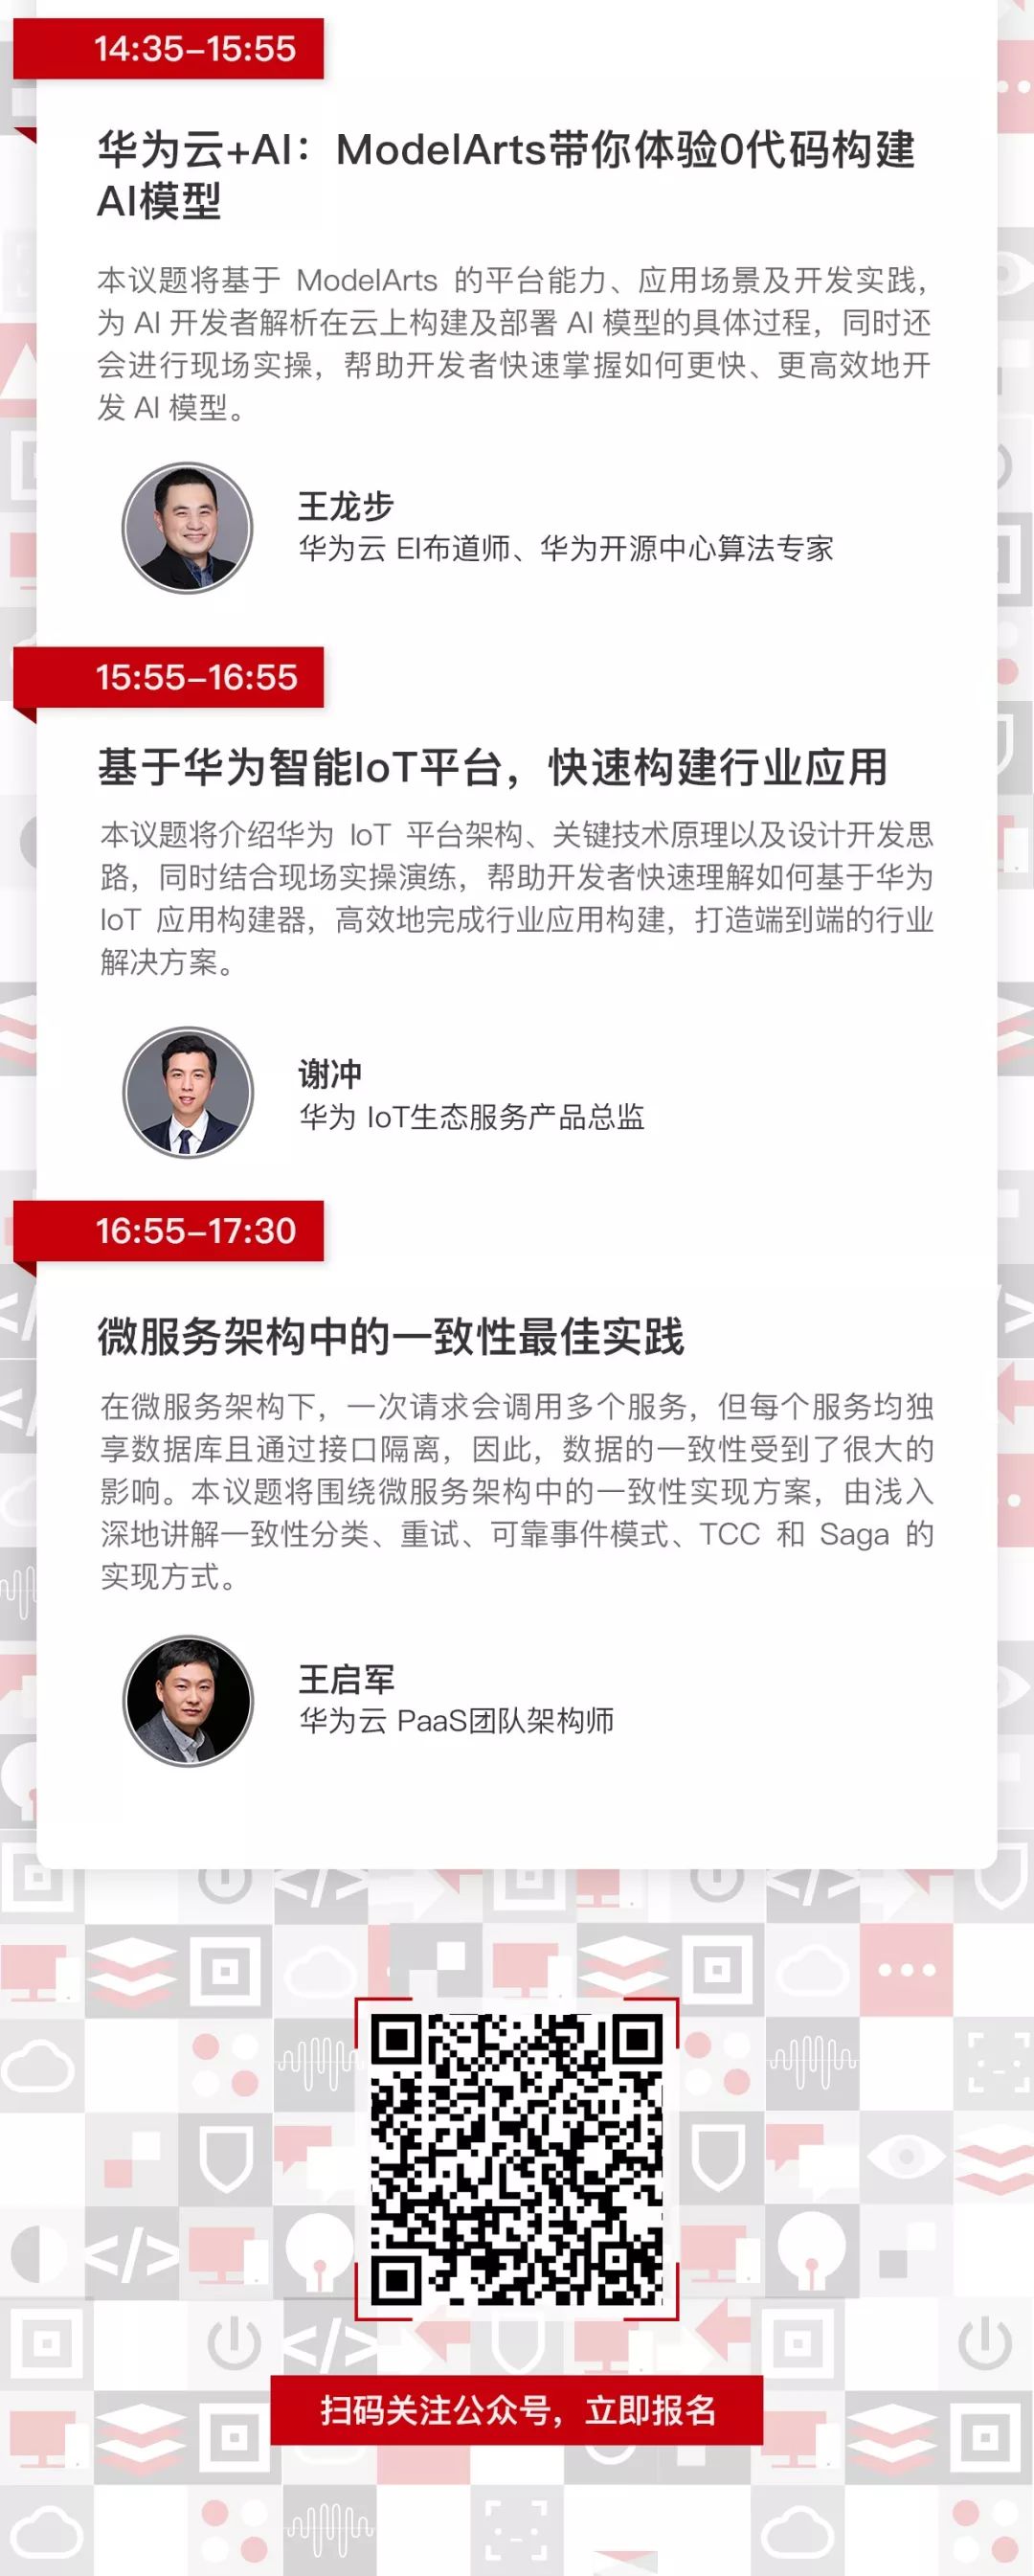 14:35–15:55
华为云+AI：ModelArts带你体验0代码构建
AI模型
本议题将基于 ModelArts 的平台能力、应用场景及开发实践，
为 AI 开发者解析在云上构建及部署 AI 模型的具体过程，同时还
会进行现场实操，帮助开发者快速掌握如何更快、更高效地开
发 AI 模型。
王龙步
华为云 EI布道师、华为开源中心算法专家
15:55–16:55
基于华为智能IoT平台，快速构建行业应用
本议题将介绍华为 IoT 平台架构、关键技术原理以及设计开发思
路，同时结合现场实操演练，帮助开发者快速理解如何基于华为
IoT 应用构建器，高效地完成行业应用构建，打造端到端的行业
解决方案。
谢冲
华为 IoT生态服务产品总监
16:55–17:30
微服务架构中的一致性最佳实践
在微服务架构下，一次请求会调用多个服务，但每个服务均独
享数据库且通过接口隔离，因此，数据的一致性受到了很大的
影响。本议题将围绕微服务架构中的一致性实现方案，由浅入
深地讲解一致性分类、重试、可靠事件模式、TCC 和 Saga 的
实现方式。
王启军
华为云 PaaS团队架构师
扫码关注公众号，立即报名